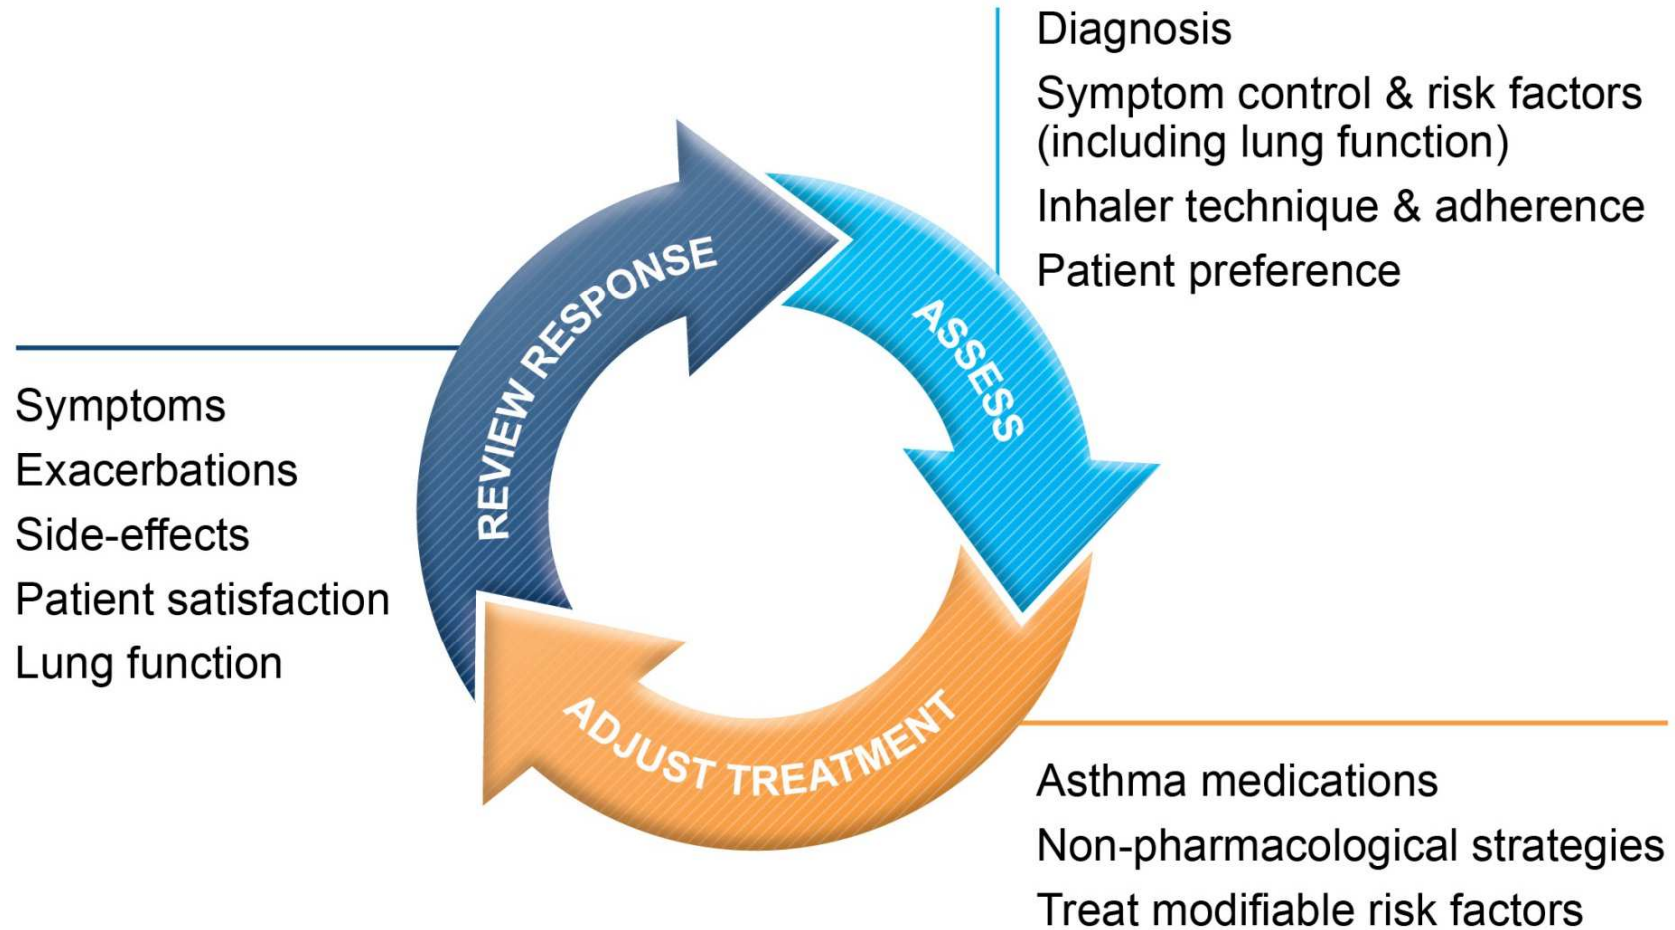 Diagnosis
Symptom control & risk factors
(including lung function)
Inhaler technique & adherence
Patient preference
ASSESS
REVIEW RESPONSE
Symptoms
Exacerbations
Side-effects
Patient satisfaction
Lung function
ADJUST TREATMENT
Asthma medications
Non-pharmacological strategies
Treat modifiable risk factors